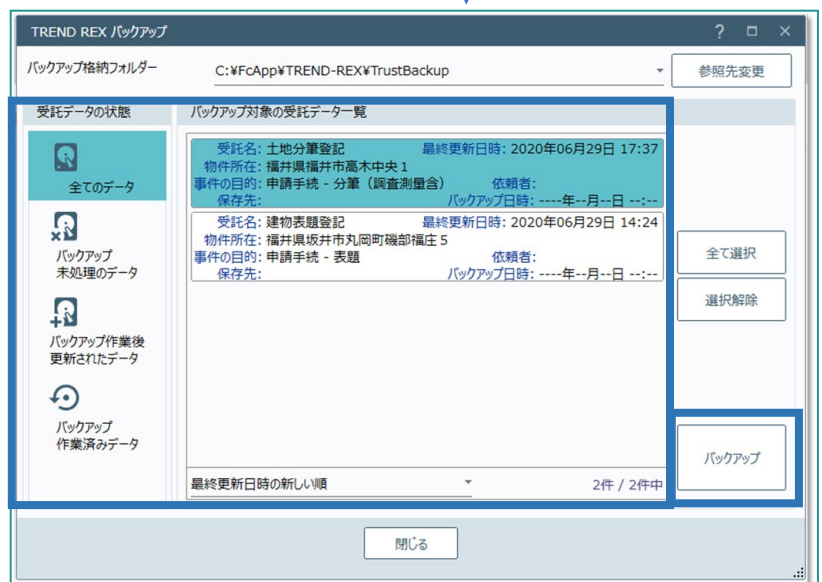 TREND REX バックアップ
バックアップ格納フォルダー
C:¥FcApp¥TREND-REX¥TrustBackup
参照先変更
受託データの状態
全てのデータ
バックアップ
未処理のデータ
バックアップ作業後
更新されたデータ
バックアップ
作業済みデータ
バックアップ対象の受託データ一覧
受託名: 土地分筆登記 最終更新日時: 2020年06月29日 17:37
物件所在: 福井県福井市高木中央1
事件の目的: 申請手続 - 分筆（調査測量含） 依頼者:
保存先: バックアップ日時: ----年--月--日 --:--
受託名: 建物表題登記 最終更新日時: 2020年06月29日 14:24
物件所在: 福井県坂井市丸岡町磯部福庄5
事件の目的: 申請手続 - 表題 依頼者:
保存先: バックアップ日時: ----年--月--日 --:--
最終更新日時の新しい順
2件 / 2件中
全て選択
選択解除
バックアップ
閉じる